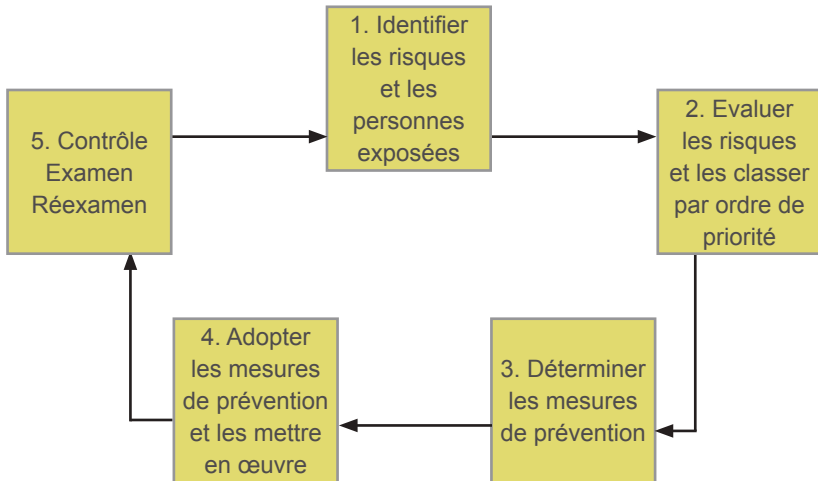 1. Identifier
les risques
et les
personnes
exposées
2. Evaluer
les risques
et les classer
par ordre de
priorité
3. Déterminer
les mesures
de prévention
4. Adopter
les mesures
de prévention
et les mettre
en œuvre
5. Contrôle
Examen
Réexamen